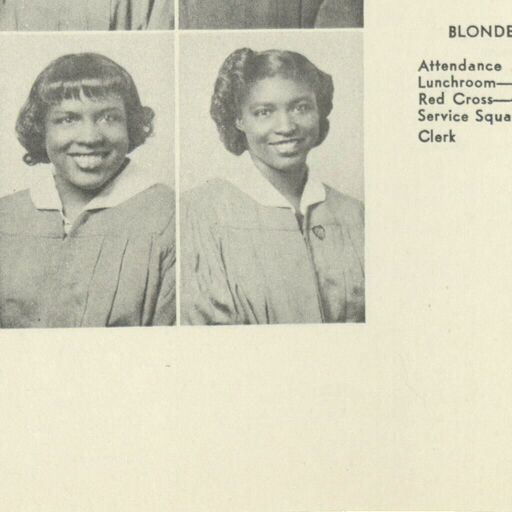 BLONDE
Attendance
Lunchroom—
Red Cross—
Service Squa
Clerk